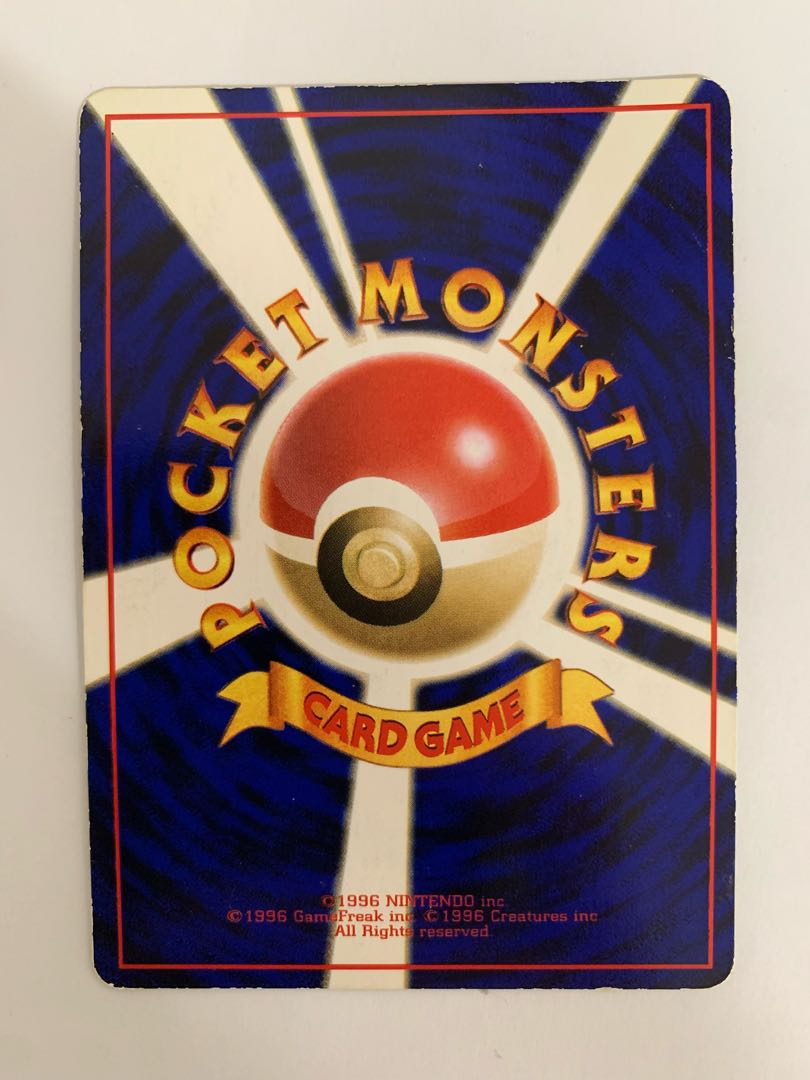 POCKET MONSTERS
CARD GAME
©1996 NINTENDO inc.
©1996 GameFreak inc. ©1996 Creatures inc
All Rights reserved.